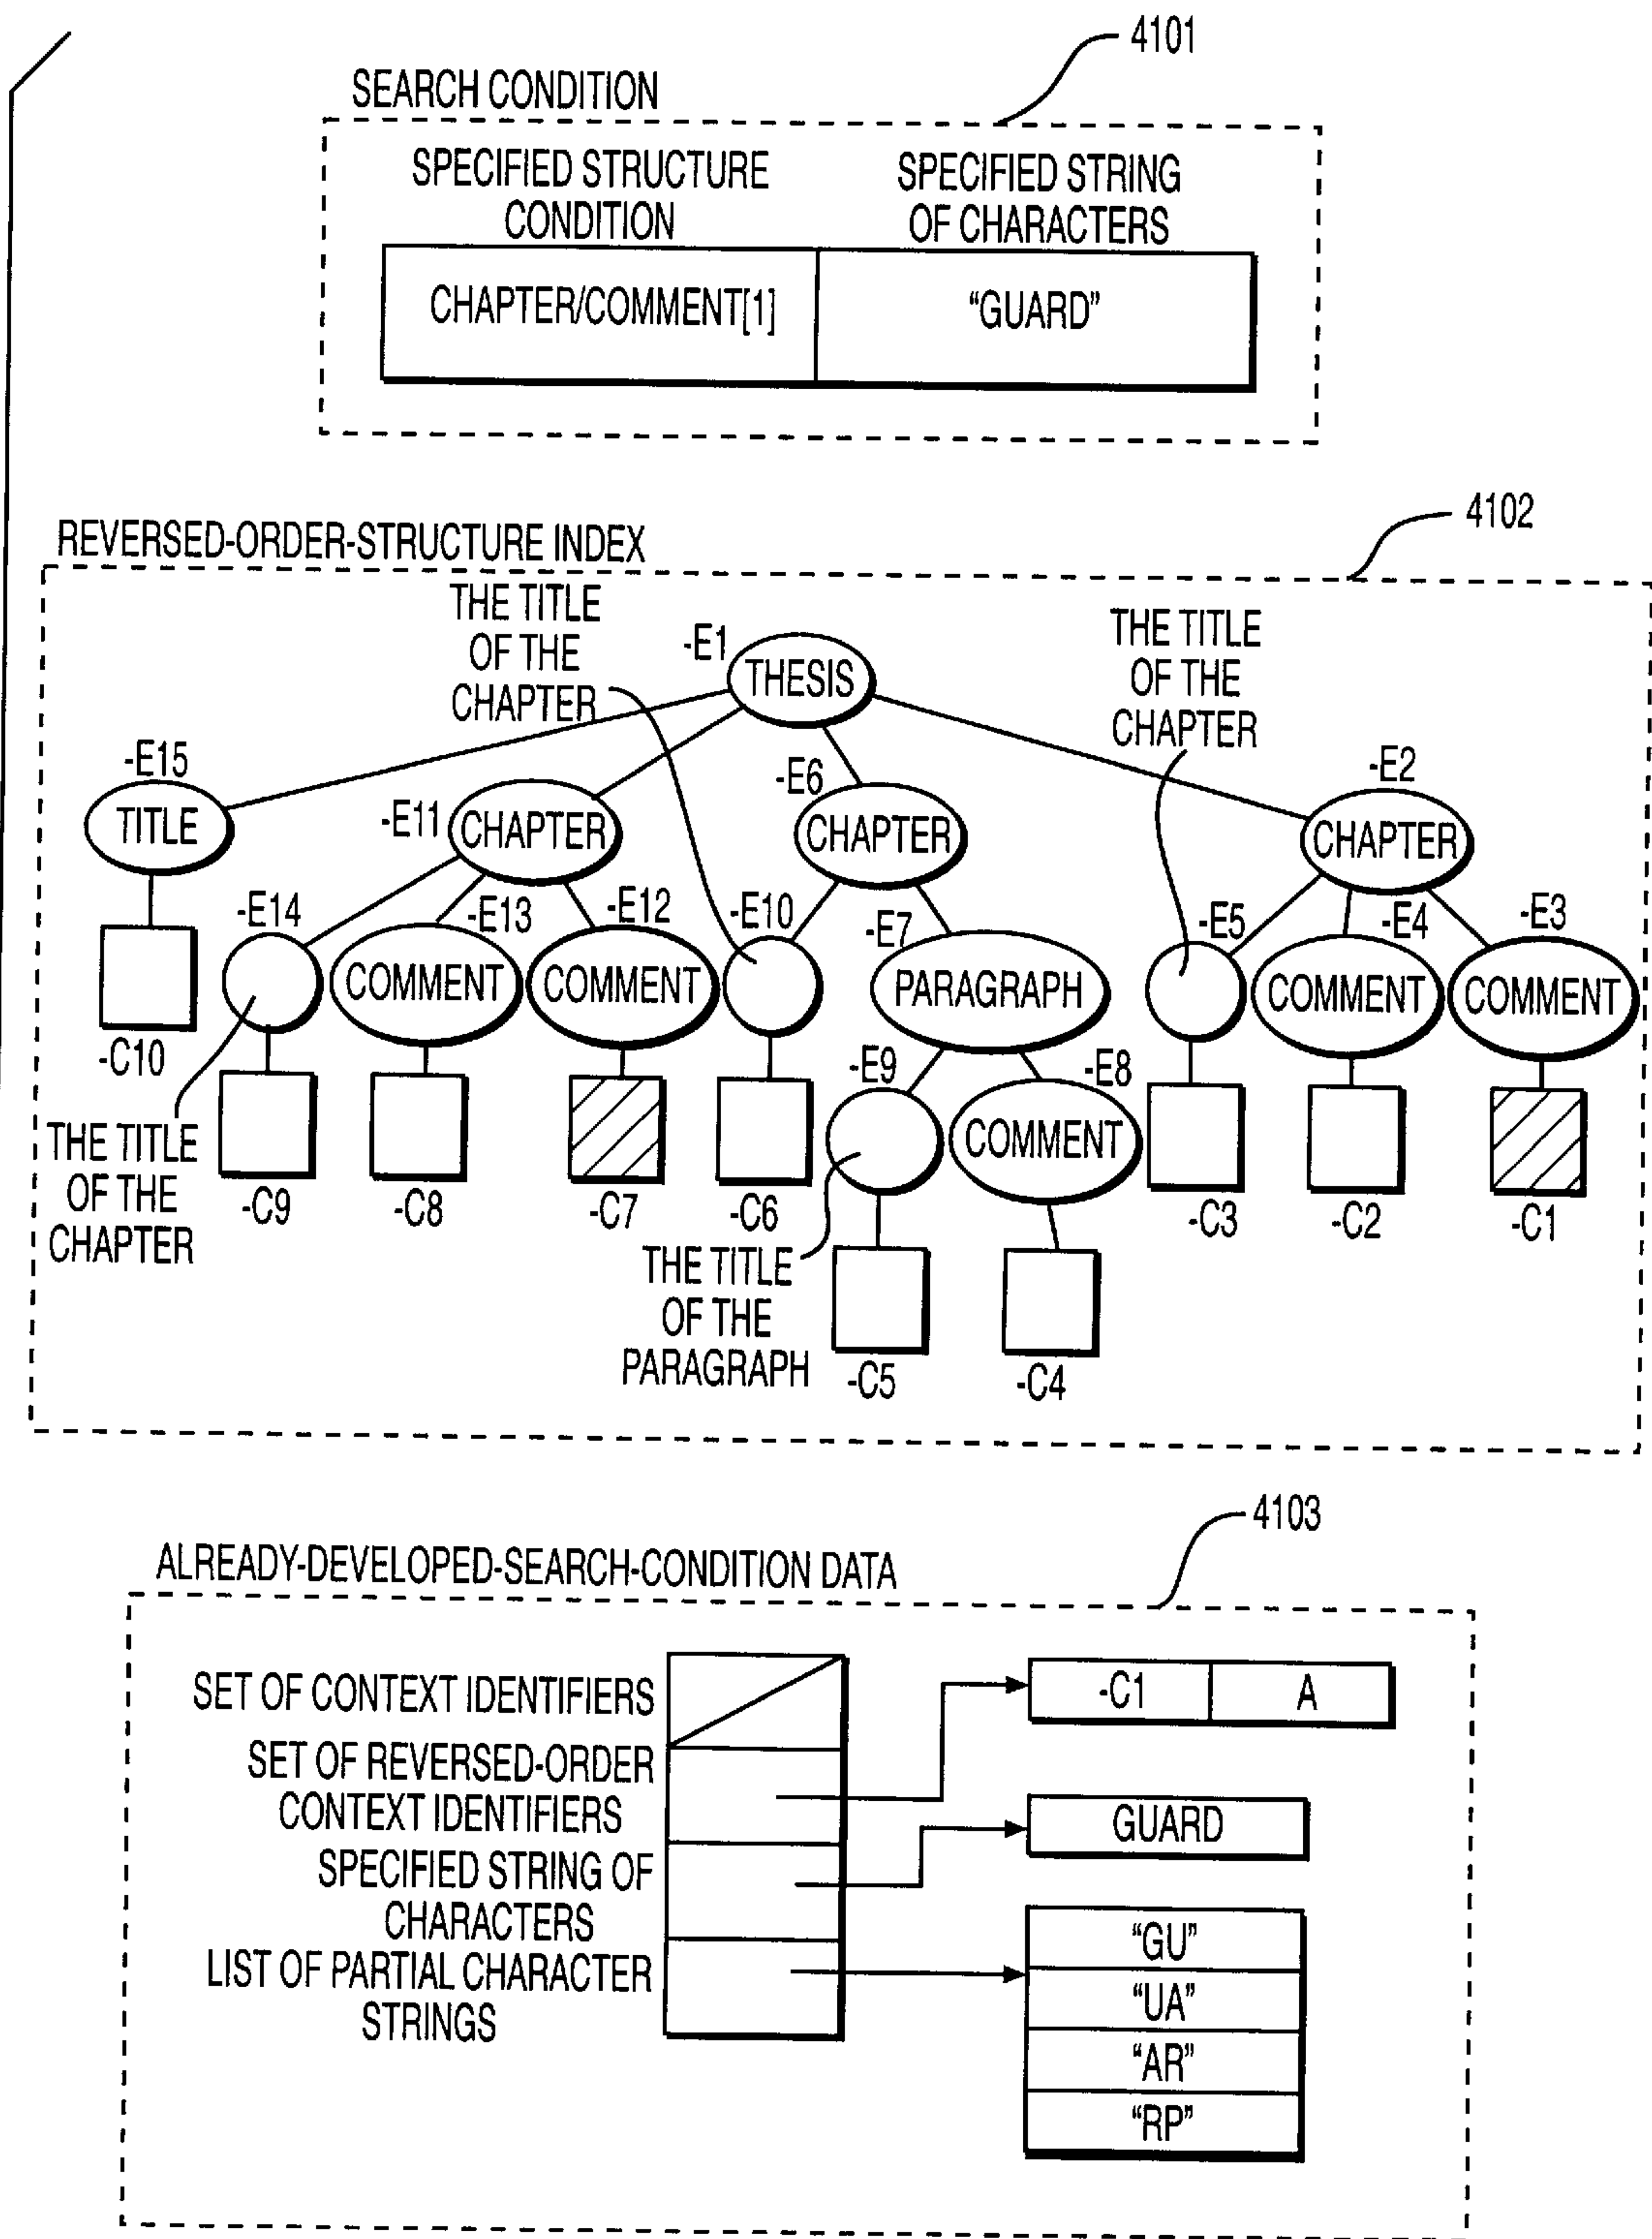 4101
SEARCH CONDITION
SPECIFIED STRUCTURE
CONDITION
SPECIFIED STRING
OF CHARACTERS
CHAPTER/COMMENT[1]
“GUARD”
4102
REVERSED-ORDER-STRUCTURE INDEX
THE TITLE
OF THE
CHAPTER
-E1
THESIS
THE TITLE
OF THE
CHAPTER
-E15
TITLE
-E11
CHAPTER
-E6
CHAPTER
-E2
CHAPTER
-E14
-E13
COMMENT
-E12
COMMENT
-E10
-E7
PARAGRAPH
-E5
-E4
COMMENT
-E3
COMMENT
-C10
-E9
-E8
COMMENT
THE TITLE
OF THE
CHAPTER
-C9
-C8
-C7
-C6
-C3
-C2
-C1
THE TITLE
OF THE
PARAGRAPH
-C5
-C4
4103
ALREADY-DEVELOPED-SEARCH-CONDITION DATA
SET OF CONTEXT IDENTIFIERS
-C1
A
SET OF REVERSED-ORDER
CONTEXT IDENTIFIERS
GUARD
SPECIFIED STRING OF
CHARACTERS
LIST OF PARTIAL CHARACTER
STRINGS
“GU”
“UA”
“AR”
“RP”